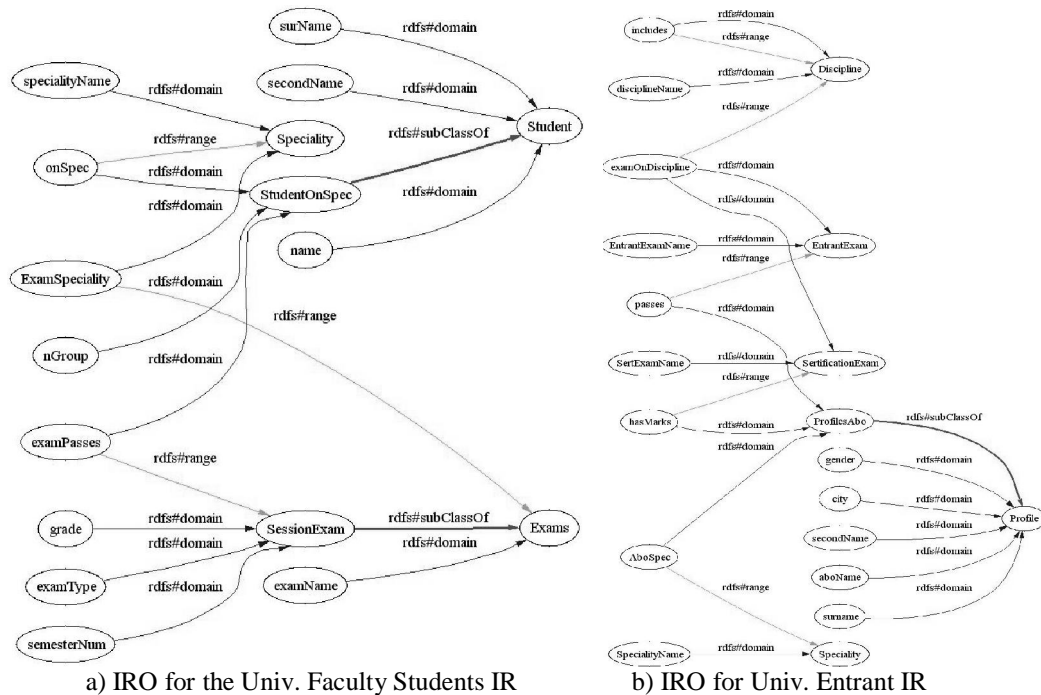 surName
rdfs#domain
specialityName
rdfs#domain
secondName
rdfs#domain
Student
rdfs#range
Speciality
rdfs#subClassOf
onSpec
rdfs#domain
StudentOnSpec
rdfs#domain
rdfs#domain
name
ExamSpeciality
rdfs#range
nGroup
rdfs#domain
examPasses
rdfs#range
grade
rdfs#domain
SessionExam
rdfs#subClassOf
Exams
rdfs#domain
rdfs#domain
examType
rdfs#domain
examName
semesterNum
a) IRO for the Univ. Faculty Students IR
rdfs#domain
includes
rdfs#range
Discipline
rdfs#domain
disciplineName
rdfs#range
examOnDiscipline
rdfs#domain
rdfs#domain
EntrantExamName
rdfs#domain
EntrantExam
rdfs#range
passes
rdfs#domain
SertExamName
rdfs#domain
SertificationExam
rdfs#range
hasMarks
rdfs#domain
ProfilesAbo
rdfs#subClassOf
rdfs#domain
gender
rdfs#domain
city
rdfs#domain
Profile
secondName
rdfs#domain
AboSpec
rdfs#domain
aboName
rdfs#domain
rdfs#range
surname
SpecialityName
rdfs#domain
Speciality
b) IRO for Univ. Entrant IR